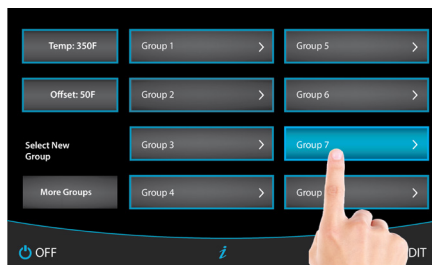 Temp: 350F
Group 1
Group 5
Offset: 50F
Group 2
Group 6
Select New
Group
Group 3
Group 7
More Groups
Group 4
Group
OFF
i
DIT